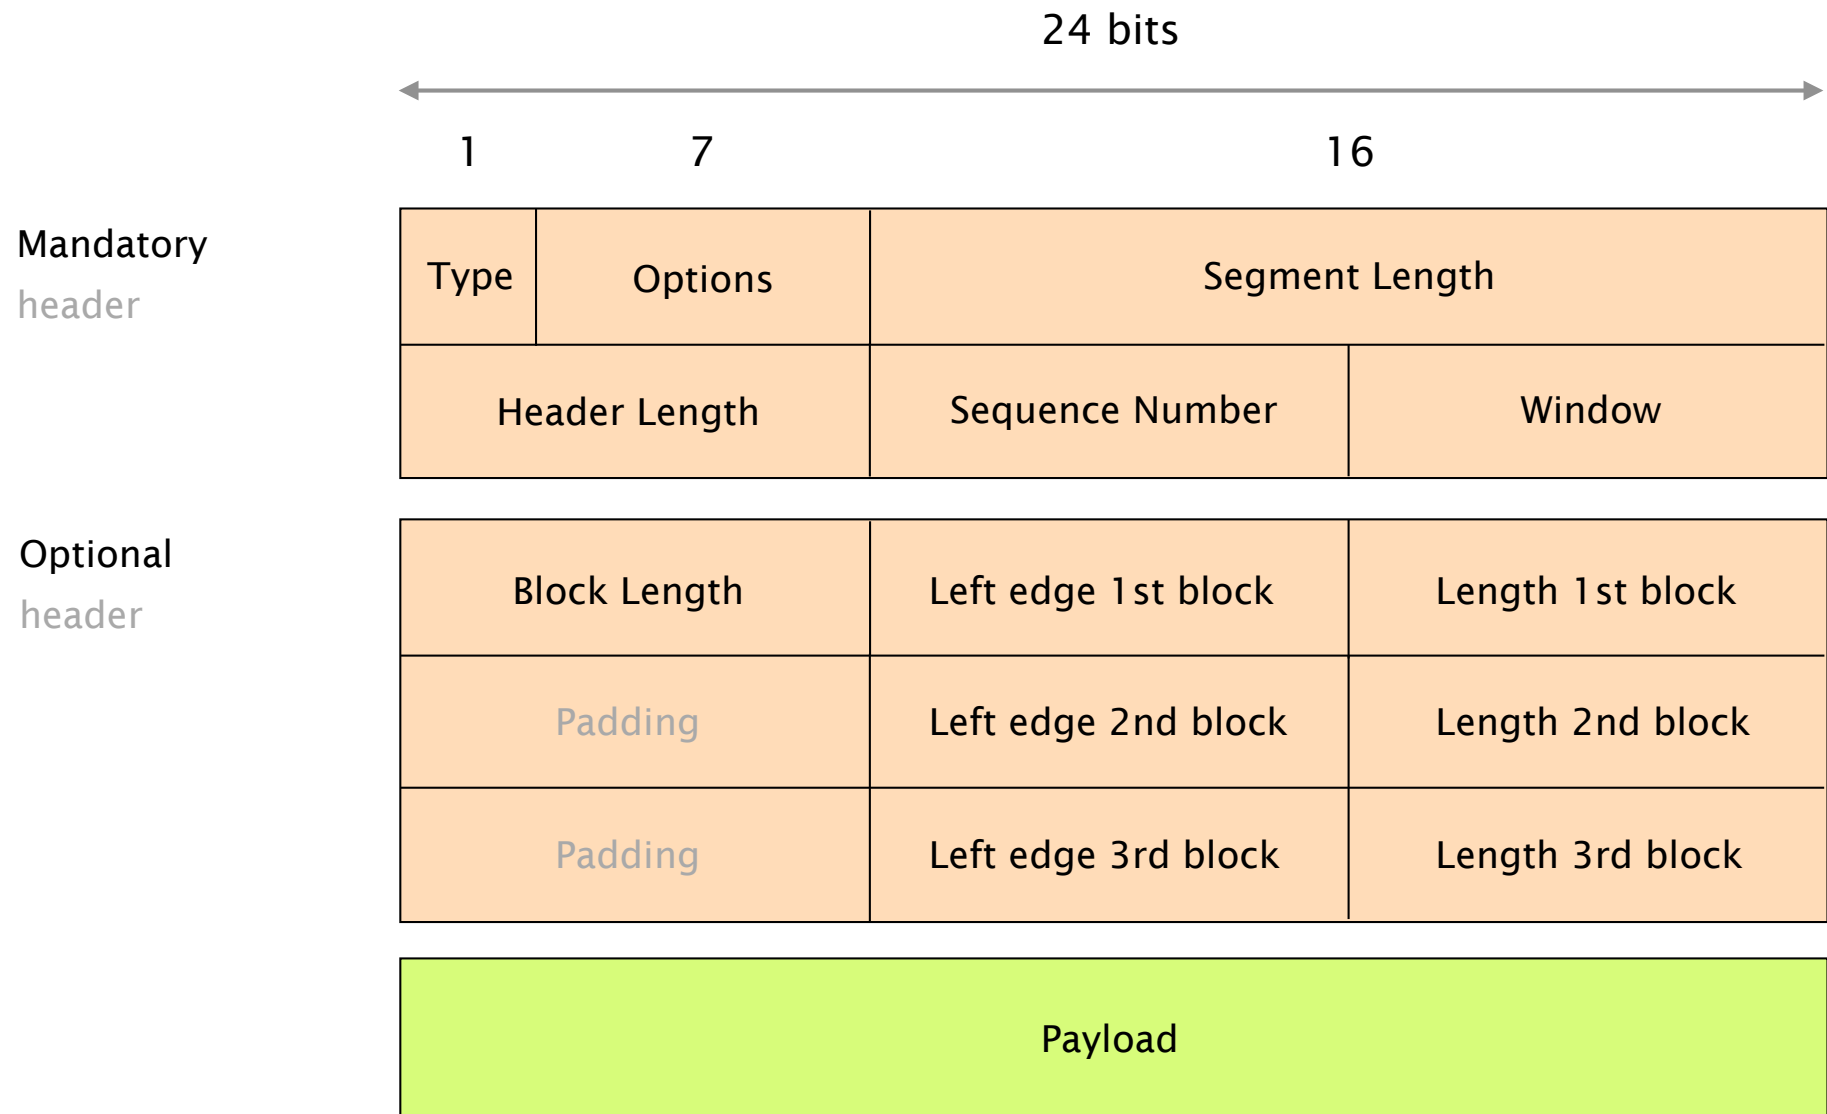 24 bits
1 7 16
Mandatory
header
Type Options Segment Length
Header Length Sequence Number Window
Optional
header
Block Length Left edge 1st block Length 1st block
Padding Left edge 2nd block Length 2nd block
Padding Left edge 3rd block Length 3rd block
Payload